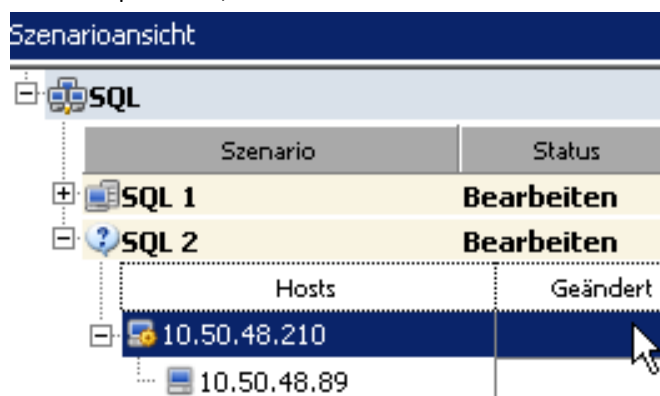 Szenarioansicht
SQL
Szenario Status
SQL 1 Bearbeiten
SQL 2 Bearbeiten
Hosts Geändert
10.50.48.210
10.50.48.89